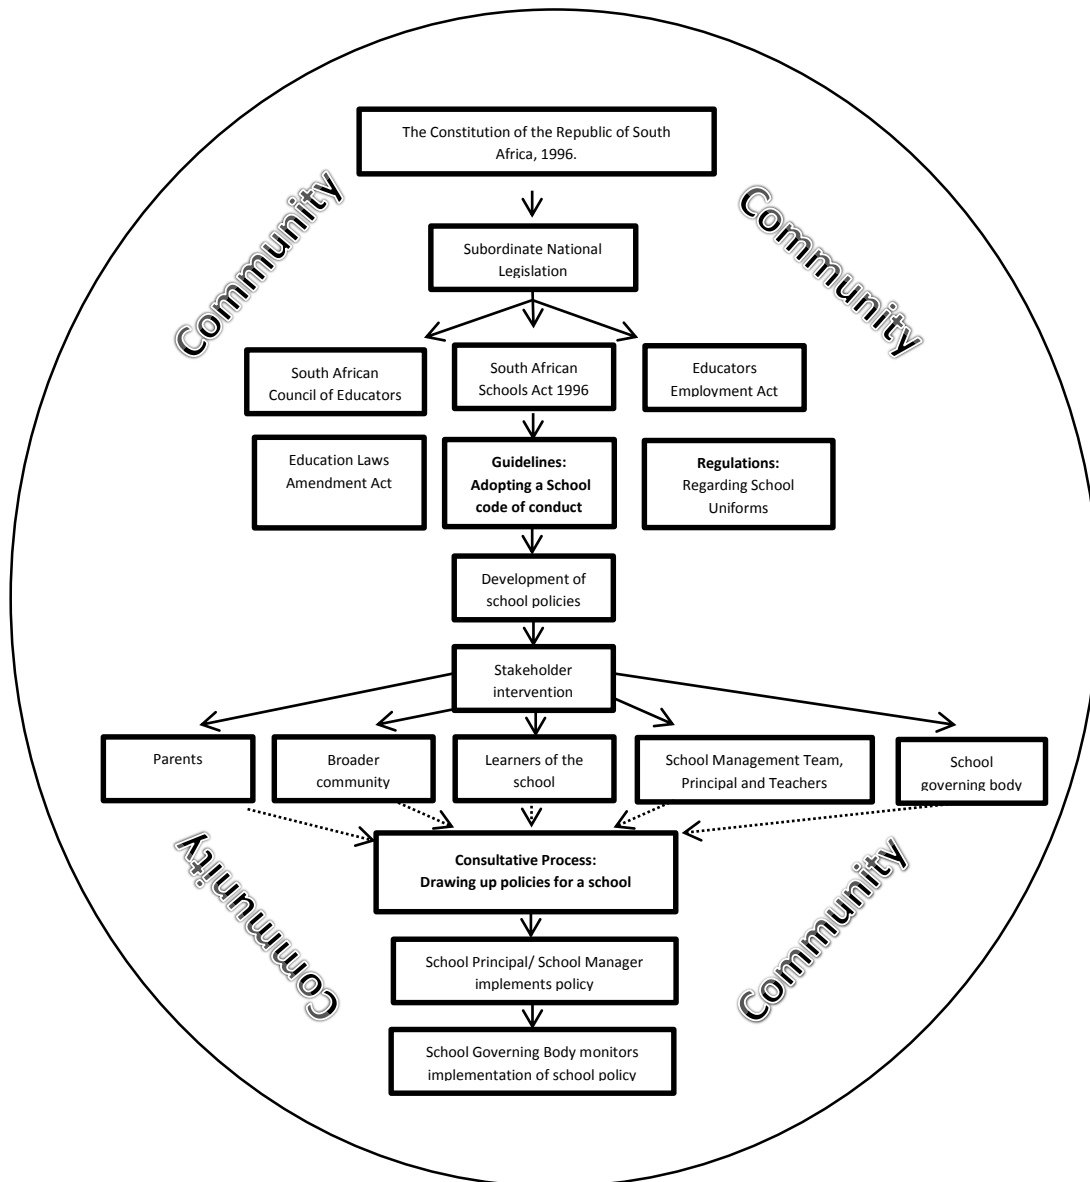 The Constitution of the Republic of South
Africa, 1996.
Community
Community
Subordinate National
Legislation
South African
Council of Educators
South African
Schools Act 1996
Educators
Employment Act
Education Laws
Amendment Act
Guidelines:
Adopting a School
code of conduct
Regulations:
Regarding School
Uniforms
Development of
school policies
Stakeholder
intervention
Parents
Broader
community
Learners of the
school
School Management Team,
Principal and Teachers
School
governing body
Community
Community
Consultative Process:
Drawing up policies for a school
School Principal/ School Manager
implements policy
School Governing Body monitors
implementation of school policy